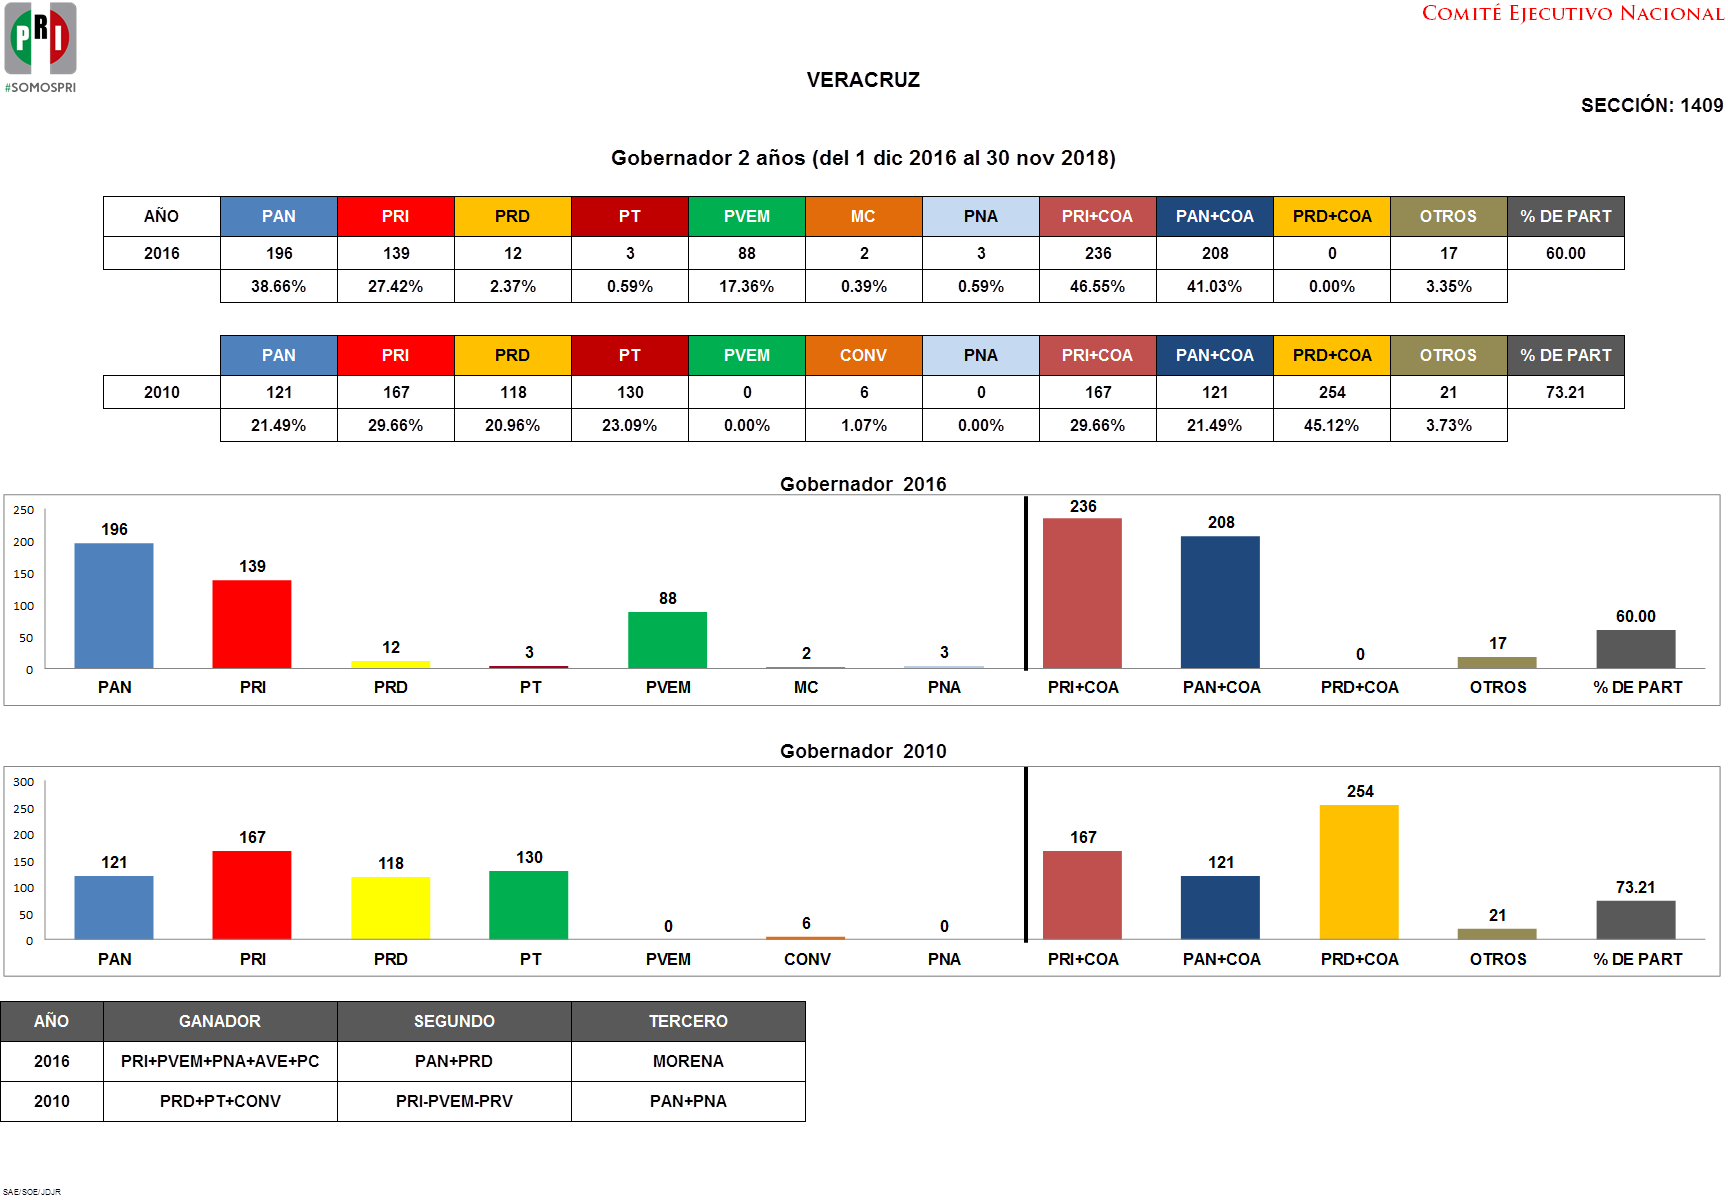 PRI
#SOMOSPRI
COMITÉ EJECUTIVO NACIONAL
VERACRUZ
SECCIÓN: 1409
Gobernador 2 años (del 1 dic 2016 al 30 nov 2018)
AÑO PAN PRI PRD PT PVEM MC PNA PRI+COA PAN+COA PRD+COA OTROS % DE PART
2016 196 139 12 3 88 2 3 236 208 0 17 60.00
38.66% 27.42% 2.37% 0.59% 17.36% 0.39% 0.59% 46.55% 41.03% 0.00% 3.35%
PAN PRI PRD PT PVEM CONV PNA PRI+COA PAN+COA PRD+COA OTROS % DE PART
2010 121 167 118 130 0 6 0 167 121 254 21 73.21
21.49% 29.66% 20.96% 23.09% 0.00% 1.07% 0.00% 29.66% 21.49% 45.12% 3.73%
Gobernador 2016
250
200
150
100
50
0
196 139 12 3 88 2 3 236 208 0 17 60.00
PAN PRI PRD PT PVEM MC PNA PRI+COA PAN+COA PRD+COA OTROS % DE PART
Gobernador 2010
300
250
200
150
100
50
0
121 167 118 130 0 6 0 167 121 254 21 73.21
PAN PRI PRD PT PVEM CONV PNA PRI+COA PAN+COA PRD+COA OTROS % DE PART
AÑO GANADOR SEGUNDO TERCERO
2016 PRI+PVEM+PNA+AVE+PC PAN+PRD MORENA
2010 PRD+PT+CONV PRI-PVEM-PRV PAN+PNA
SAE/SOE/JDJR